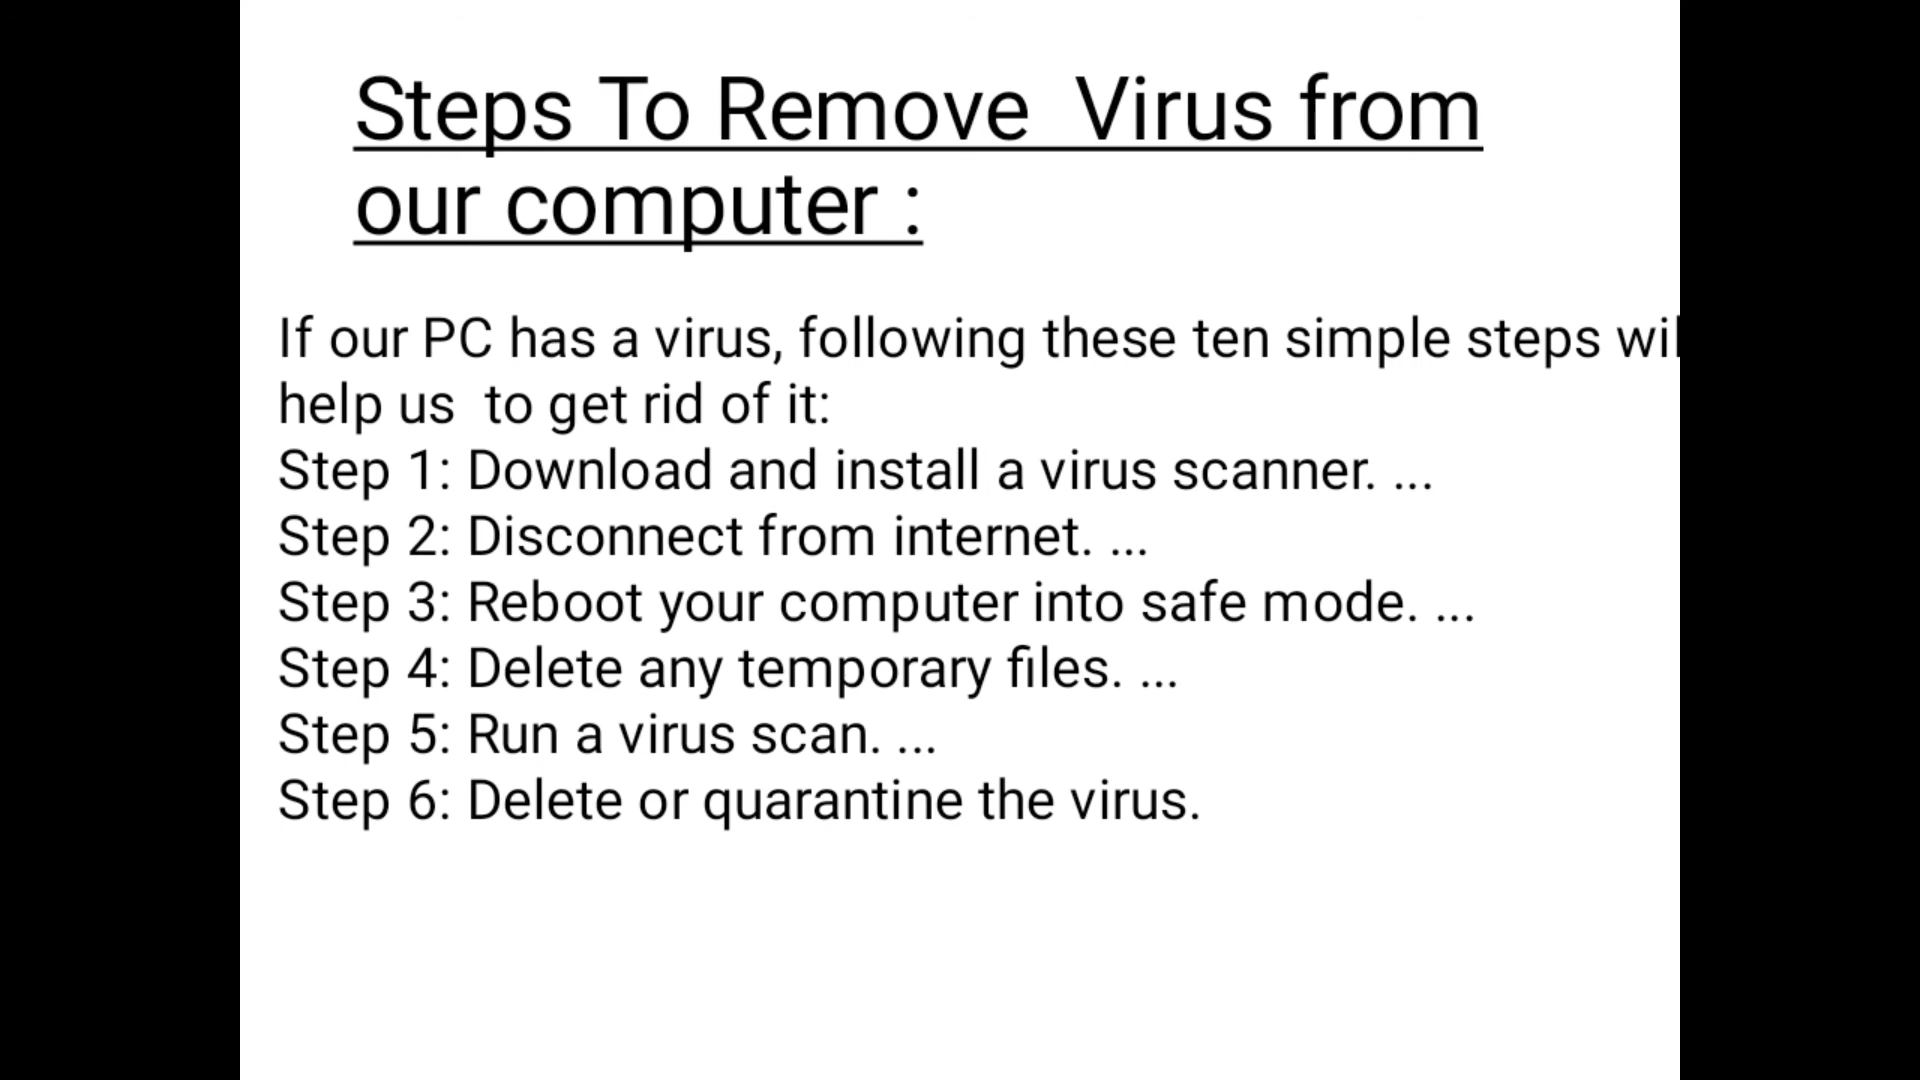 Steps To Remove  Virus from
our computer :
If our PC has a virus, following these ten simple steps wil
help us  to get rid of it:
Step 1: Download and install a virus scanner. ...
Step 2: Disconnect from internet. ...
Step 3: Reboot your computer into safe mode. ...
Step 4: Delete any temporary files. ...
Step 5: Run a virus scan. ...
Step 6: Delete or quarantine the virus.